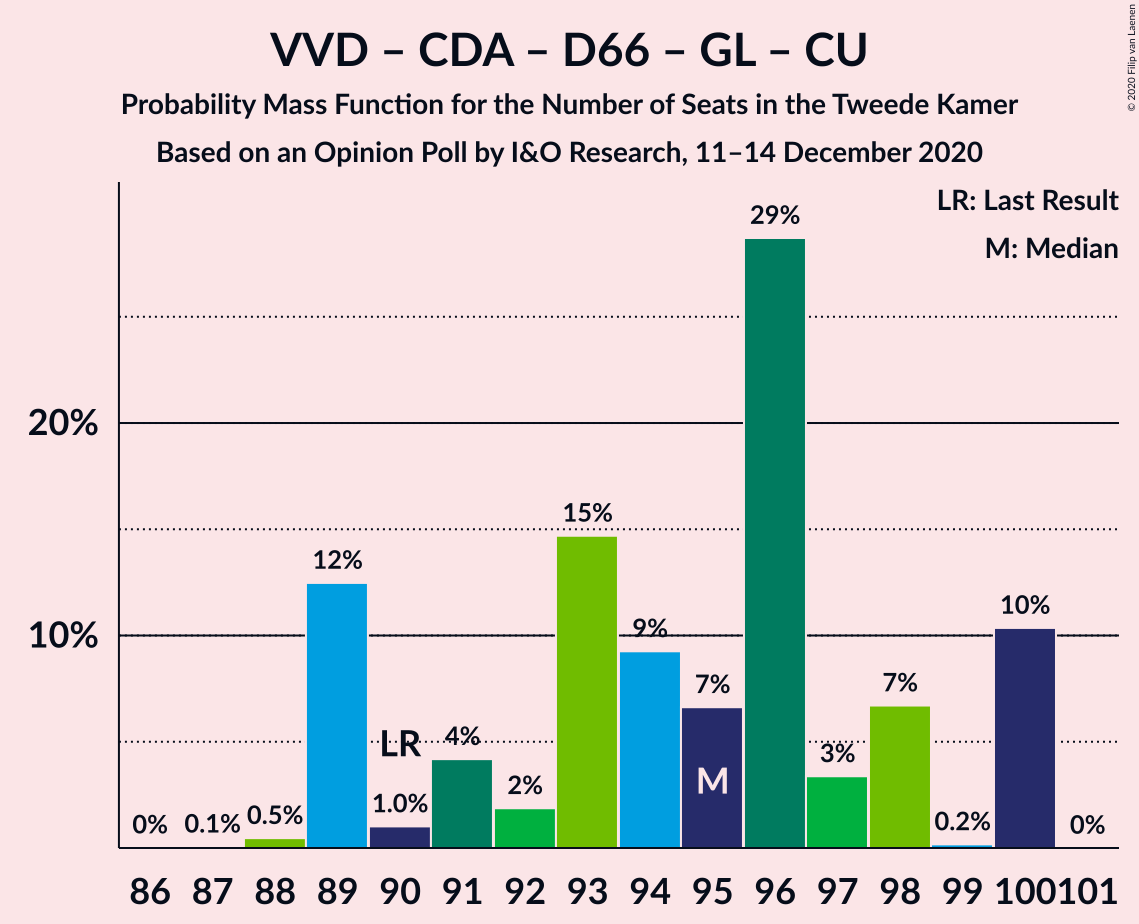 VVD – CDA – D66 – GL – CU
Probability Mass Function for the Number of Seats in the Tweede Kamer
Based on an Opinion Poll by I&O Research, 11–14 December 2020
© 2020 Filip van Laenen
LR: Last Result
M: Median
29%
20%
15%
12%
10%
10%
9%
7%
7%
LR
4%
3%
2%
M
1.0%
0%
0.1%
0.5%
0.2%
0%
86 87 88 89 90 91 92 93 94 95 96 97 98 99 100 101